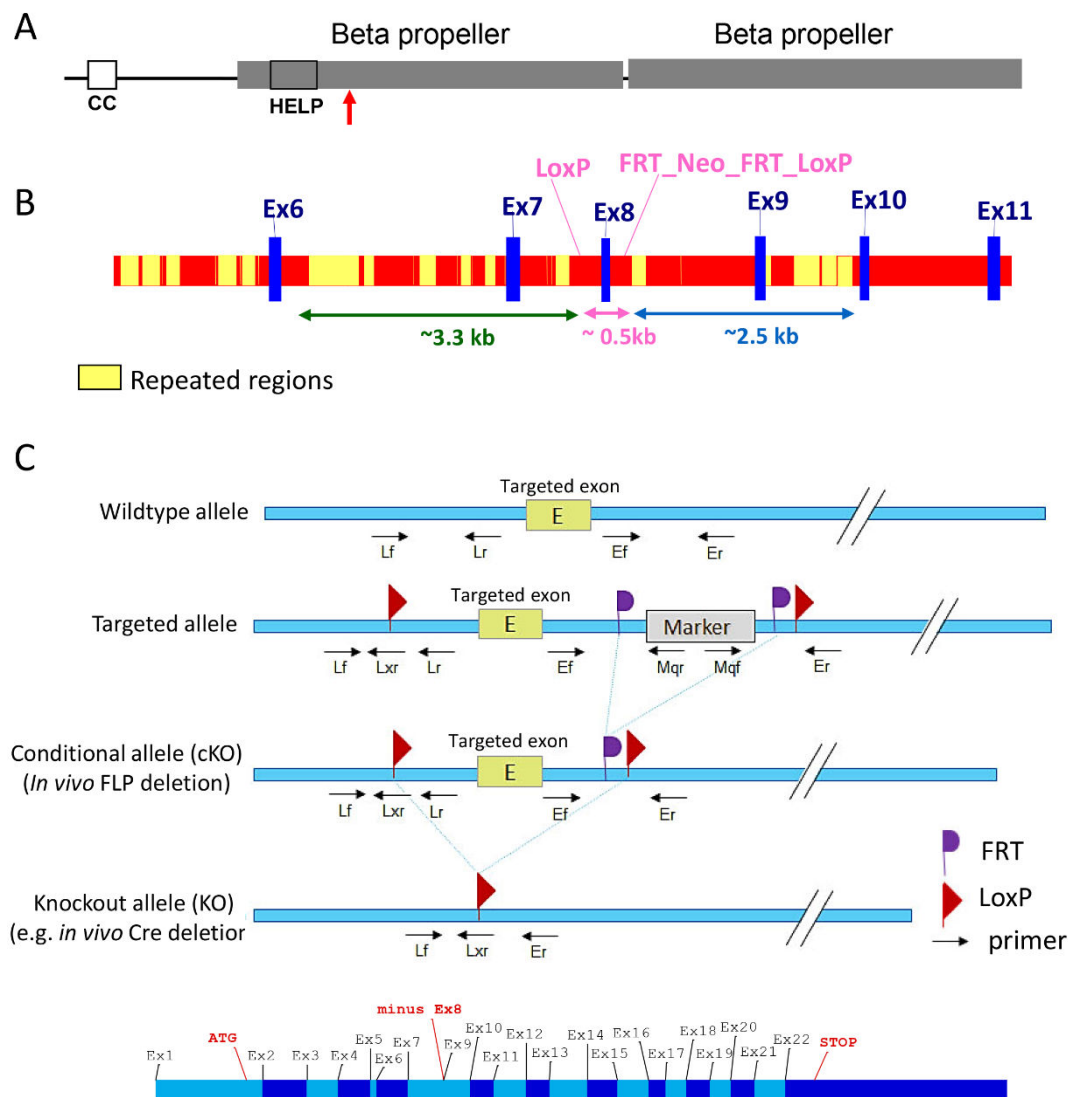 A
Beta propeller
Beta propeller
CC
HELP
B
LoxP
FRT_Neo_FRT_LoxP
Ex6
Ex7
Ex8
Ex9
Ex10
Ex11
~3.3 kb
~ 0.5kb
~2.5 kb
Repeated regions
C
Wildtype allele
Targeted exon
E
Lf
Lr
Ef
Er
Targeted allele
Targeted exon
E
Marker
Lf
Lxr
Lr
Ef
Mqr
Mqf
Er
Conditional allele (cKO)
(In vivo FLP deletion)
Targeted exon
E
Lf
Lxr
Lr
Ef
Er
Knockout allele (KO)
(e.g. in vivo Cre deletior
Lf
Lxr
Er
FRT
LoxP
primer
Ex1
ATG
Ex2
Ex3
Ex4
Ex5
Ex6
Ex7
minus Ex8
Ex9
Ex10
Ex11
Ex12
Ex13
Ex14
Ex15
Ex16
Ex17
Ex18
Ex19
Ex20
Ex21
Ex22
STOP